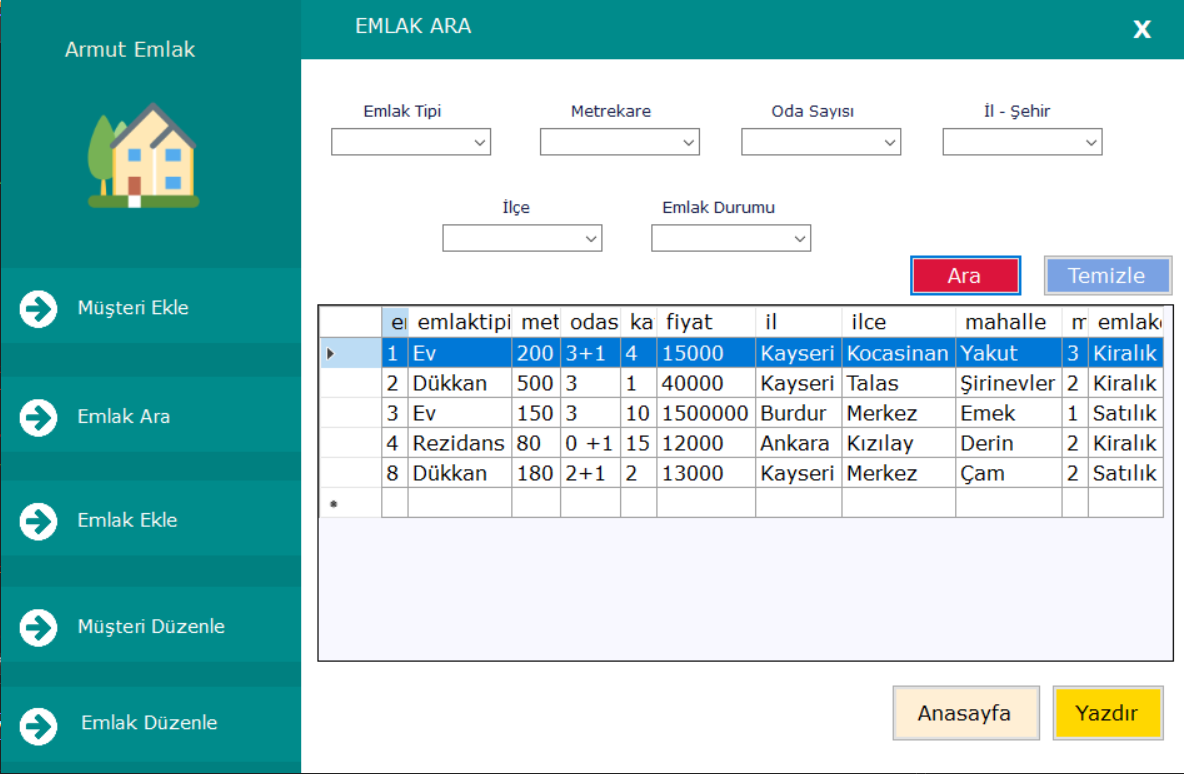 Armut Emlak
EMLAK ARA
X
Emlak Tipi Metrekare Oda Sayısı İl - Şehir
İlçe Emlak Durumu
Ara Temizle
Müşteri Ekle
Emlak Ara
Emlak Ekle
Müşteri Düzenle
Emlak Düzenle
emlaktipi met odas ka fiyat il ilce mahalle m
1 Ev 200 3+1 4 15000 Kayseri Kocasinan Yakut 3 Kiralık
2 Dükkan 500 3 1 40000 Kayseri Talas Şirinevler 2 Kiralık
3 Ev 150 3 10 1500000 Burdur Merkez Emek 1 Satılık
4 Rezidans 80 0 +1 15 12000 Ankara Kızılay Derin 2 Kiralık
8 Dükkan 180 2+1 2 13000 Kayseri Merkez Çam 2 Satılık
Anasayfa Yazdır